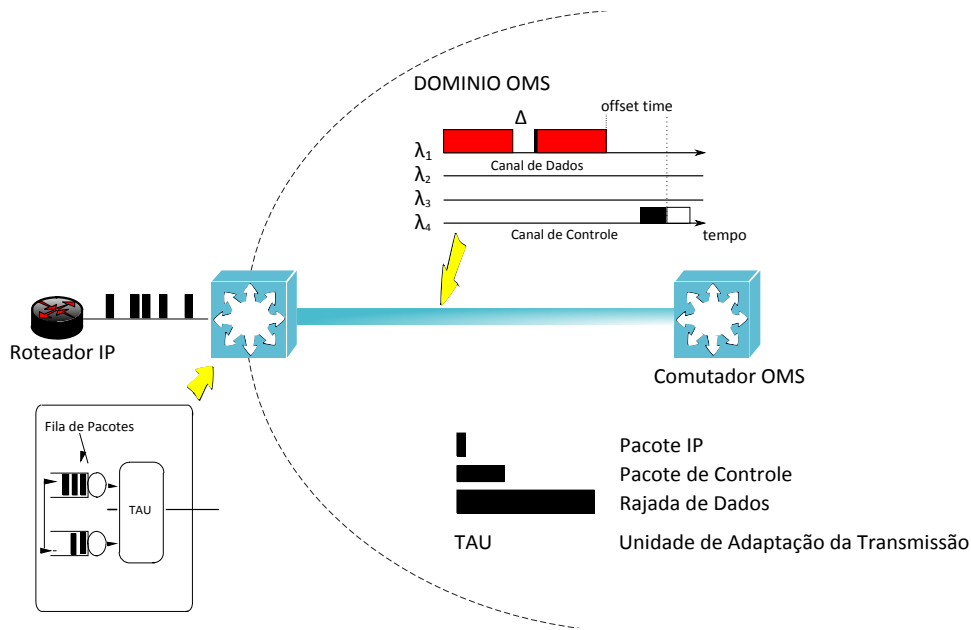 DOMINIO OMS
offset time
Δ
λ1
Canal de Dados
λ2
λ3
λ4
Canal de Controle
tempo
Roteador IP
Comutador OMS
Fila de Pacotes
TAU
Pacote IP
Pacote de Controle
Rajada de Dados
TAU Unidade de Adaptação da Transmissão